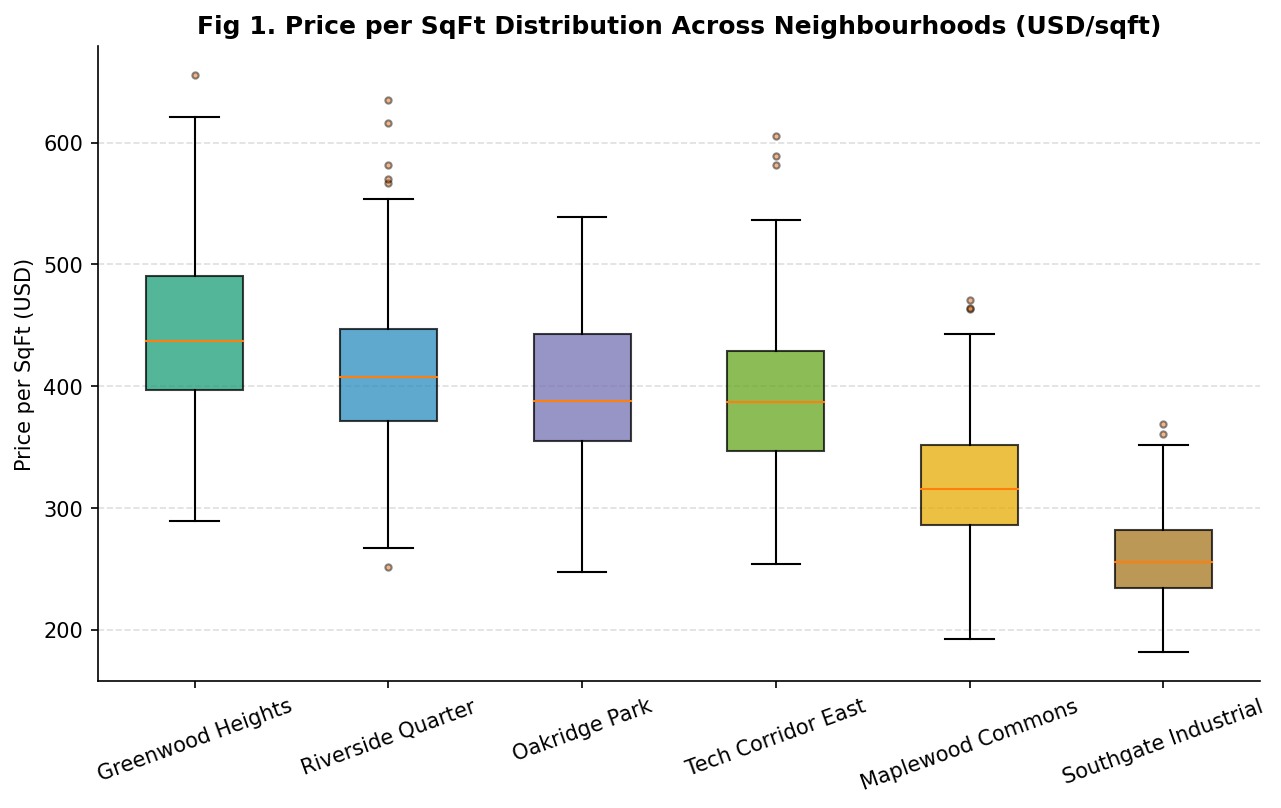 Fig 1. Price per SqFt Distribution Across Neighbourhoods (USD/sqft)
Price per SqFt (USD)
600
500
400
300
200
Greenwood Heights
Riverside Quarter
Oakridge Park
Tech Corridor East
Maplewood Commons
Southgate Industrial